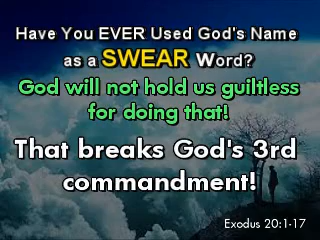 Have You EVER Used God's Name
as a SWEAR Word?
God will not hold us guiltless
for doing that!
That breaks God's 3rd
commandment!
Exodus 20:1-17